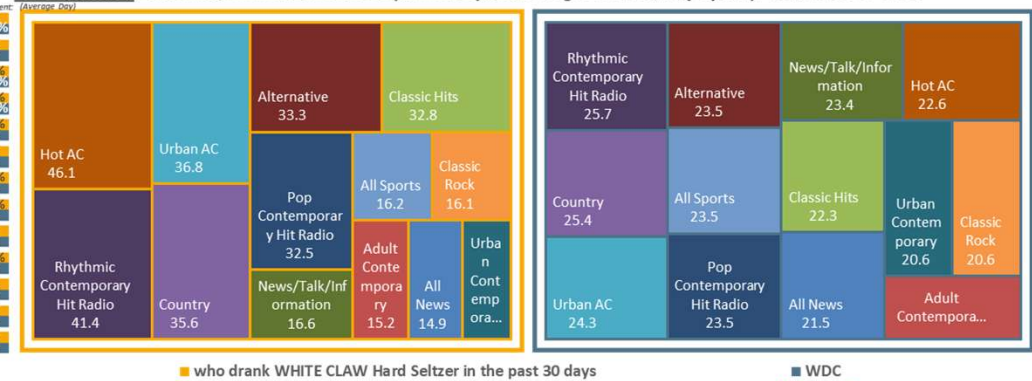 (Average Day)
Hot AC
46.1
Urban AC
36.8
Alternative
33.3
Classic Hits
32.8
Rhythmic
Contemporary
Hit Radio
41.4
Country
35.6
Pop
Contemporar
y Hit Radio
32.5
News/Talk/Inf
ormation
16.6
All Sports
16.2
Classic
Rock
16.1
Adult
Conte
mpora
ry
15.2
All
News
14.9
Urba
n
Cont
emp
ora...
Rhythmic
Contemporary
Hit Radio
25.7
Country
25.4
Urban AC
24.3
Alternative
23.5
All Sports
23.5
Pop
Contemporary
Hit Radio
23.5
News/Talk/Infor
mation
23.4
Hot AC
22.6
Classic Hits
22.3
All News
21.5
Urban
Contem
porary
20.6
Classic
Rock
20.6
Adult
Contempora...
who drank WHITE CLAW Hard Seltzer in the past 30 days
WDC